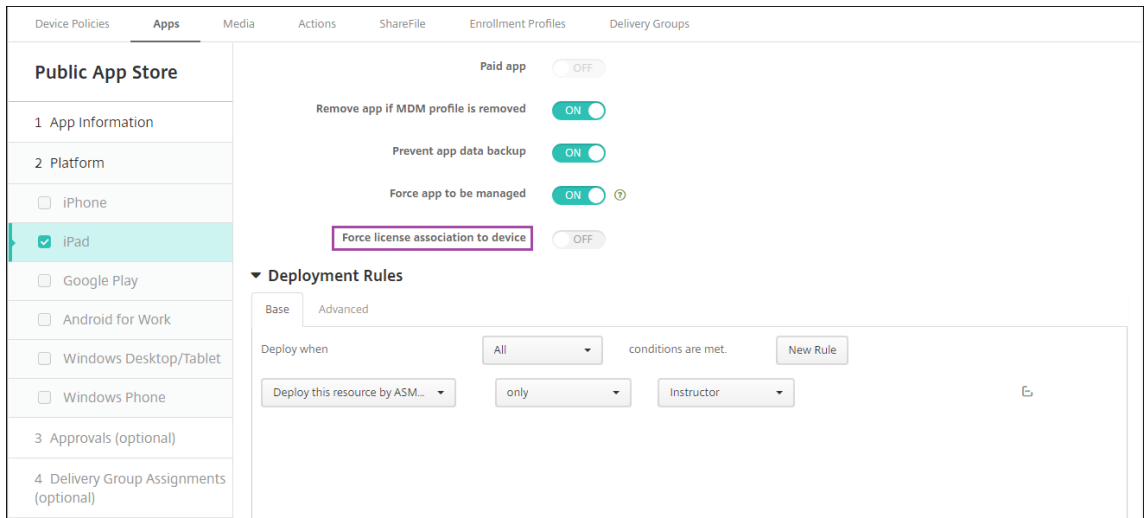 Device Policies Apps Media Actions ShareFile Enrollment Profiles Delivery Groups
Public App Store
1 App Information
2 Platform
iPhone
iPad
Google Play
Android for Work
Windows Desktop/Tablet
Windows Phone
3 Approvals (optional)
4 Delivery Group Assignments
(optional)
Paid app OFF
Remove app if MDM profile is removed ON
Prevent app data backup ON
Force app to be managed ON ?
Force license association to device OFF
Deployment Rules
Base Advanced
Deploy when All conditions are met. New Rule
Deploy this resource by ASM... only Instructor